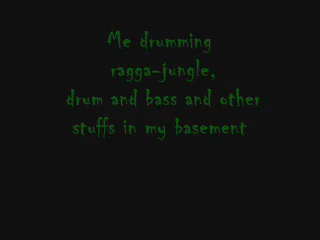 Me drumming
ragga-jungle,
drum and bass and other
stuffs in my basement